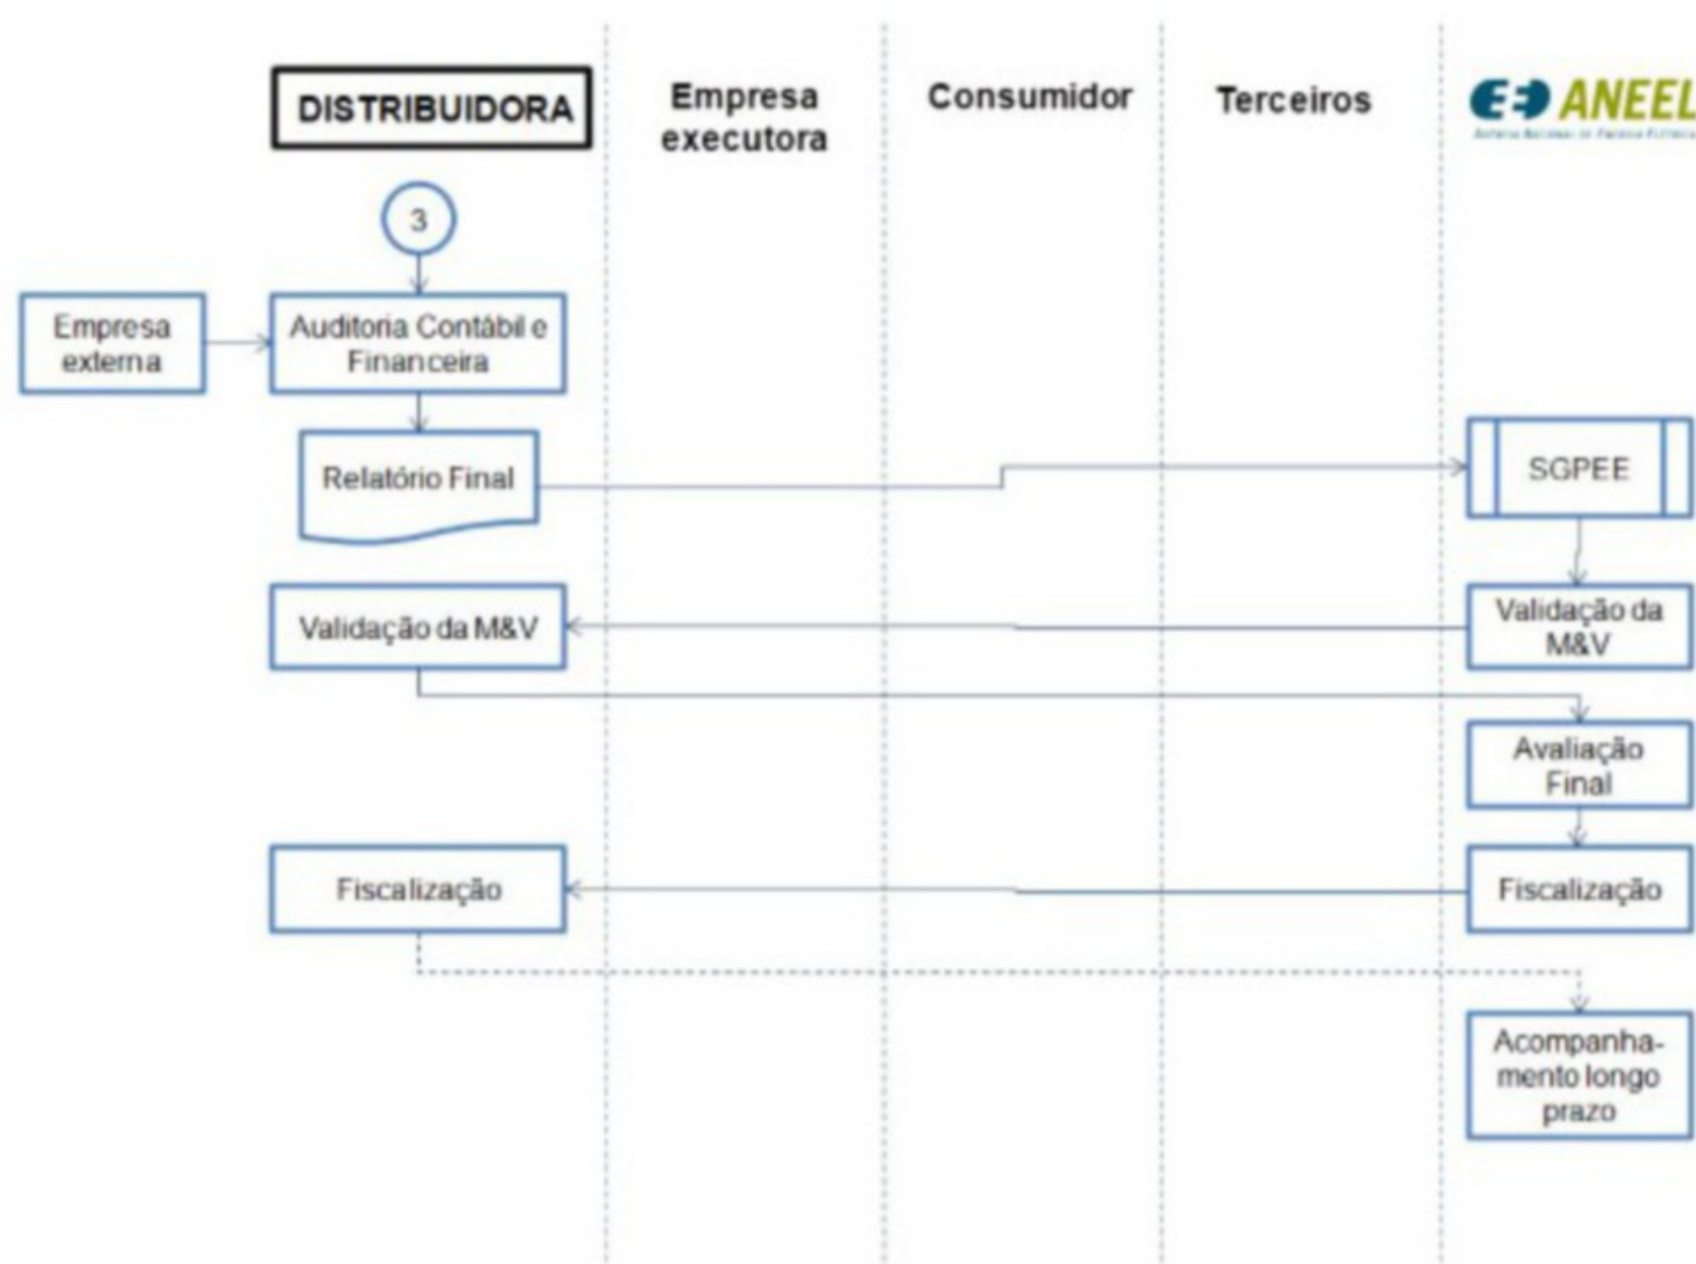 DISTRIBUIDORA
Empresa
executora
Consumidor
Terceiros
ANEEL
3
Empresa
externa
Auditoria Contábil e
Financeira
Relatório Final
SGPEE
Validação da M&V
Validação da
M&V
Avaliação
Final
Fiscalização
Fiscalização
Acompanha-
mento longo
prazo